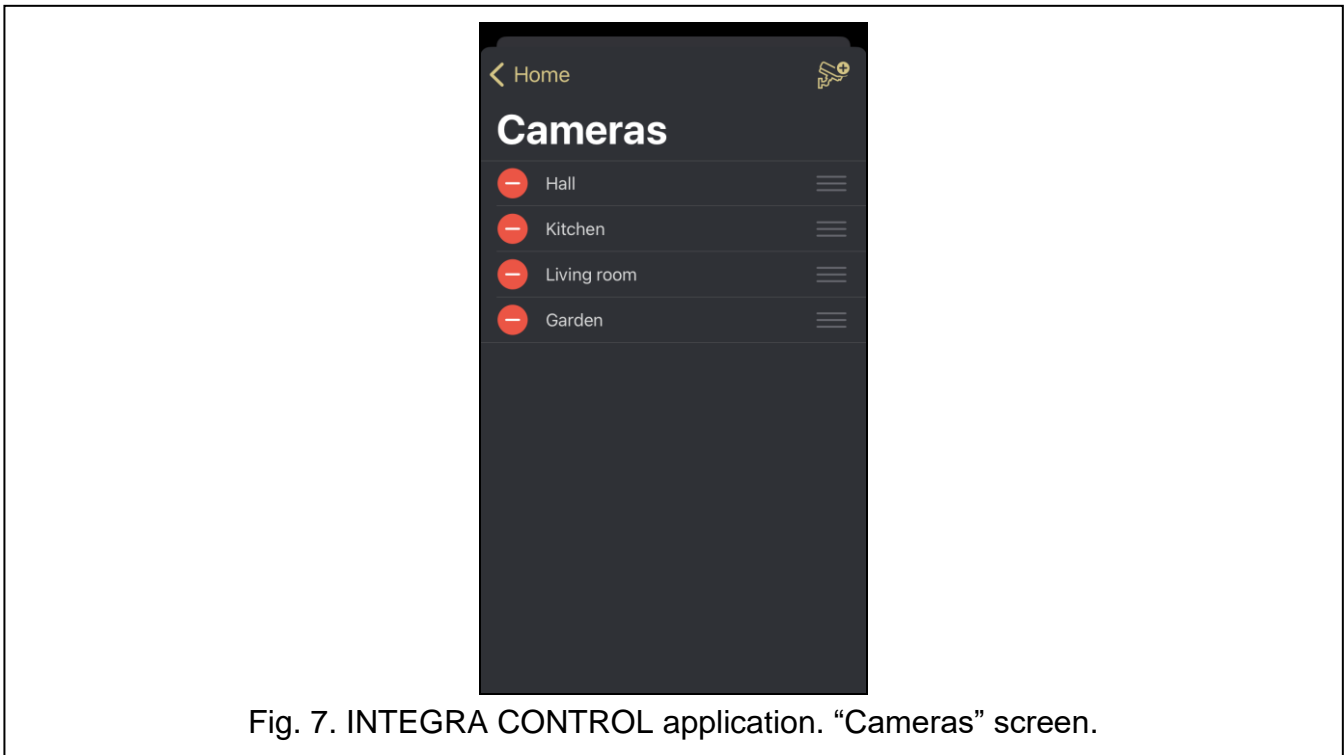 Home
Cameras
Hall
Kitchen
Living room
Garden
Fig. 7. INTEGRA CONTROL application. “Cameras” screen.